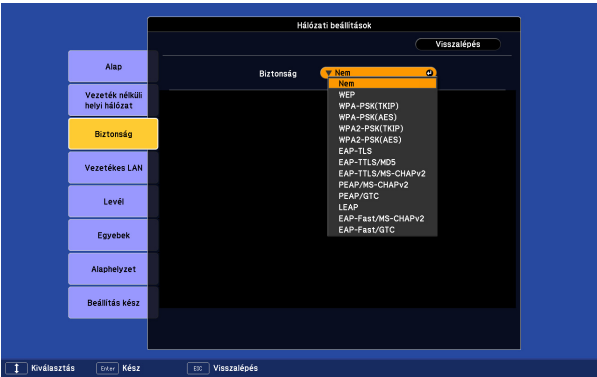 Hálózati beállítások
Visszalépés
Alap
Vezeték nélküli
helyi hálózat
Biztonság
Vezetékes LAN
Levél
Egyebek
Alaphelyzet
Beállítás kész
Biztonság
Nem
Nem
WEP
WPA-PSK(TKIP)
WPA-PSK(AES)
WPA2-PSK(TKIP)
WPA2-PSK(AES)
EAP-TLS
EAP-TTLS/MD5
EAP-TTLS/MS-CHAPv2
PEAP/MS-CHAPv2
PEAP/GTC
LEAP
EAP-Fast/MS-CHAPv2
EAP-Fast/GTC
Kiválasztás Enter Kész ESC Visszalépés